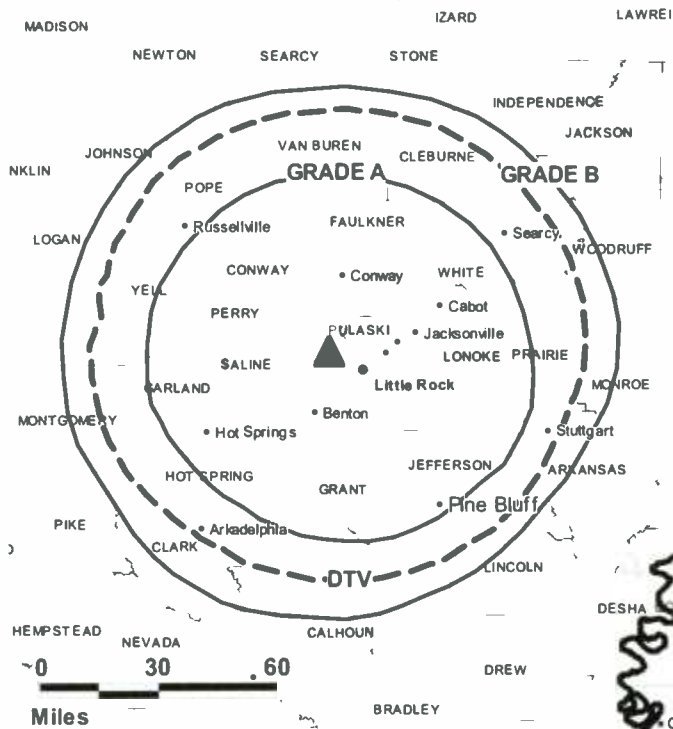 IZARD
LAWREI
MADISON
NEWTON
SEARCY
STONE
INDEPENDENCE
JACKSON
VAN BUREN
JOHNSON
CLEBURNE
NKLIN
GRADE A
GRADE B
POPE
Russellville
FAULKNER
Searcy
LOGAN
WOODRUFF
CONWAY
Conway
WHITE
YELL
Cabot
PERRY
PULASKI
Jacksonville
SALINE
LONOKE
PRAIRIE
Little Rock
GARLAND
MONROE
Benton
MONTGOMERY
Hot Springs
Stuttgart
JEFFERSON
ARKANSAS
HOT SPRING
GRANT
Pine Bluff
PIKE
Arkadelphia
CLARK
LINCOLN
DTV
DESHA
HEMPSTEAD
CALHOUN
NEVADA
0 30 60
DREW
Miles
BRADLEY